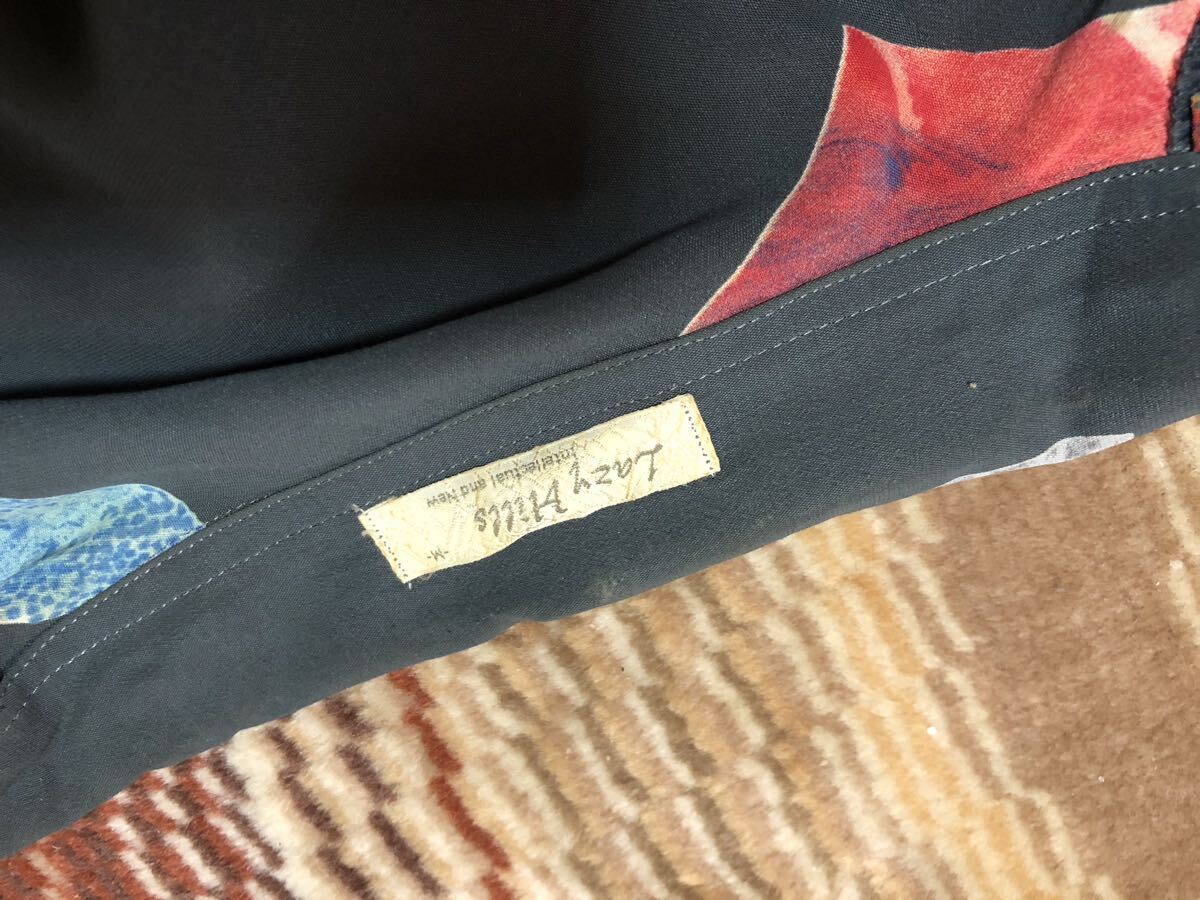 Lazy Hills
Intellectual and New
-M-